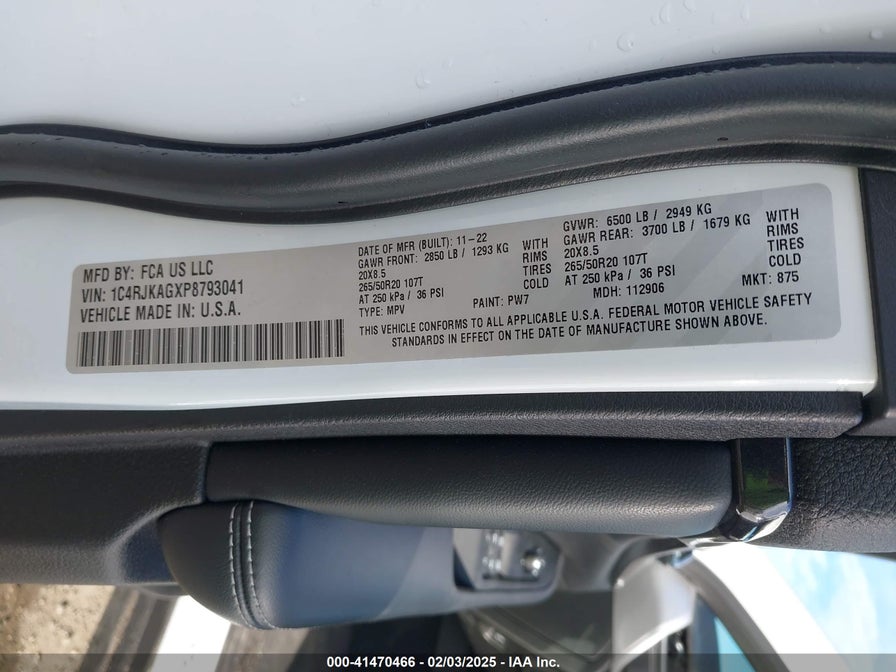 MFD BY: FCA US LLC
VIN: 1C4RJKAGXP8793041
VEHICLE MADE IN: U.S.A.
DATE OF MFR (BUILT): 11-22
GAWR FRONT: 2850 LB / 1293 KG WITH
20X8.5 RIMS
265/50R20 107T TIRES
AT 250 kPa / 36 PSI COLD
TYPE: MPV PAINT: PW7
GVWR: 6500 LB / 2949 KG
GAWR REAR: 3700 LB / 1679 KG WITH
20X8.5 RIMS
265/50R20 107T TIRES
AT 250 kPa / 36 PSI COLD
MDH: 112906 MKT: 875
THIS VEHICLE CONFORMS TO ALL APPLICABLE U.S.A. FEDERAL MOTOR VEHICLE SAFETY
STANDARDS IN EFFECT ON THE DATE OF MANUFACTURE SHOWN ABOVE.
000-41470466 - 02/03/2025 - IAA Inc.